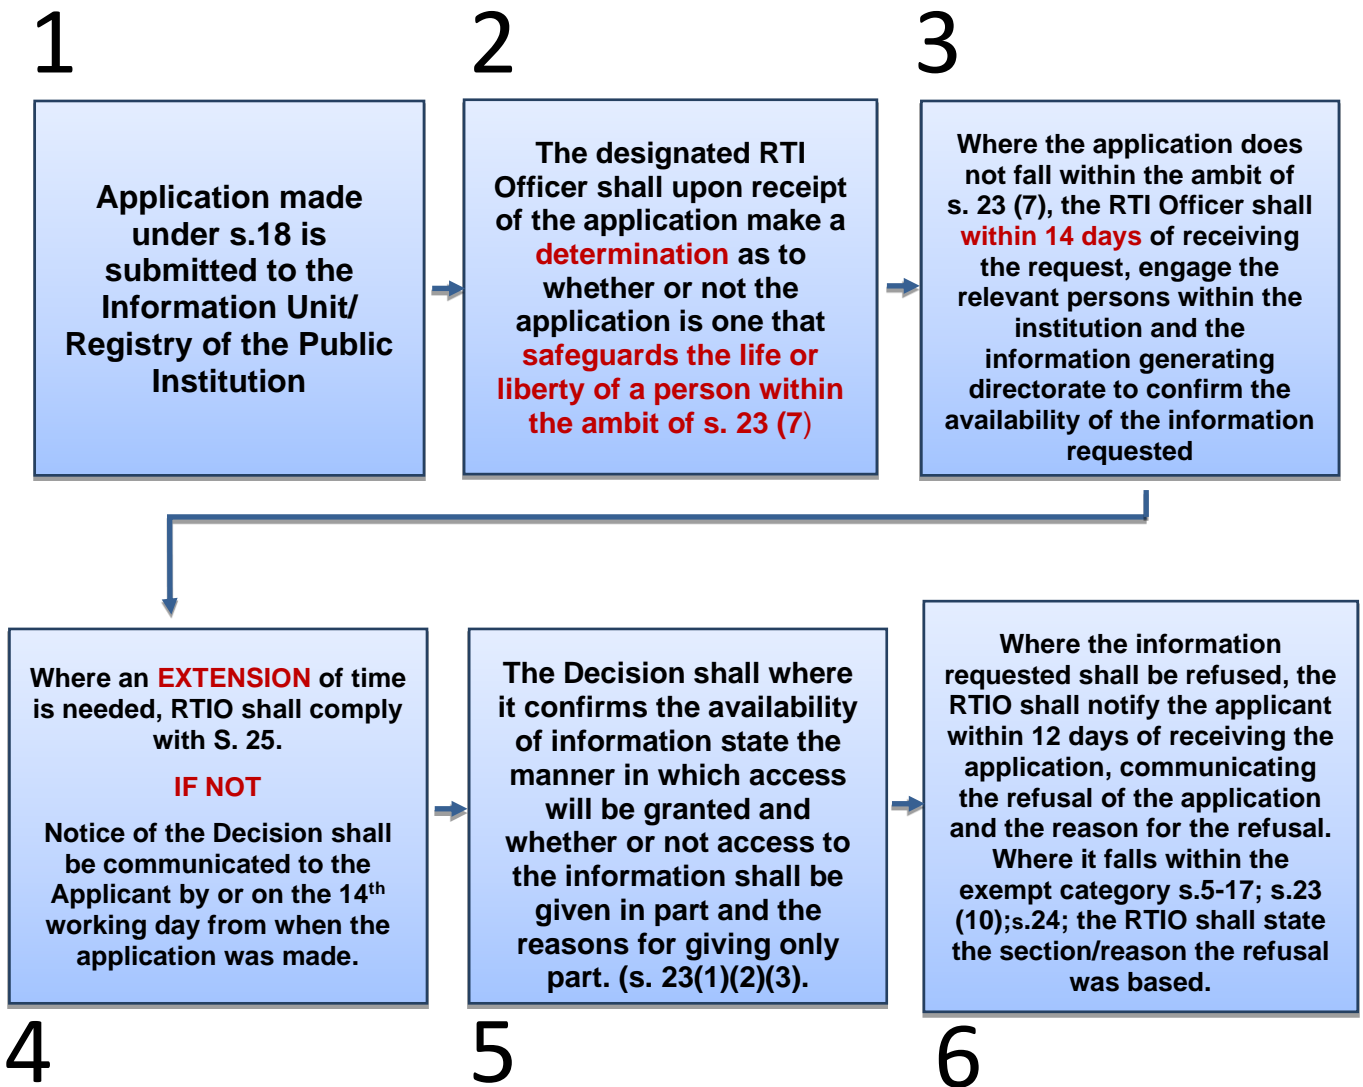 1
Application made
under s.18 is
submitted to the
Information Unit/
Registry of the Public
Institution
2
The designated RTI
Officer shall upon receipt
of the application make a
determination as to
whether or not the
application is one that
safeguards the life or
liberty of a person within
the ambit of s. 23 (7)
3
Where the application does
not fall within the ambit of
s. 23 (7), the RTI Officer shall
within 14 days of receiving
the request, engage the
relevant persons within the
institution and the
information generating
directorate to confirm the
availability of the information
requested
Where an EXTENSION of time
is needed, RTIO shall comply
with S. 25.
IF NOT
Notice of the Decision shall
be communicated to the
Applicant by or on the 14th
working day from when the
application was made.
4
The Decision shall where
it confirms the availability
of information state the
manner in which access
will be granted and
whether or not access to
the information shall be
given in part and the
reasons for giving only
part. (s. 23(1)(2)(3).
5
Where the information
requested shall be refused, the
RTIO shall notify the applicant
within 12 days of receiving the
application, communicating
the refusal of the application
and the reason for the refusal.
Where it falls within the
exempt category s.5-17; s.23
(10);s.24; the RTIO shall state
the section/reason the refusal
was based.
6